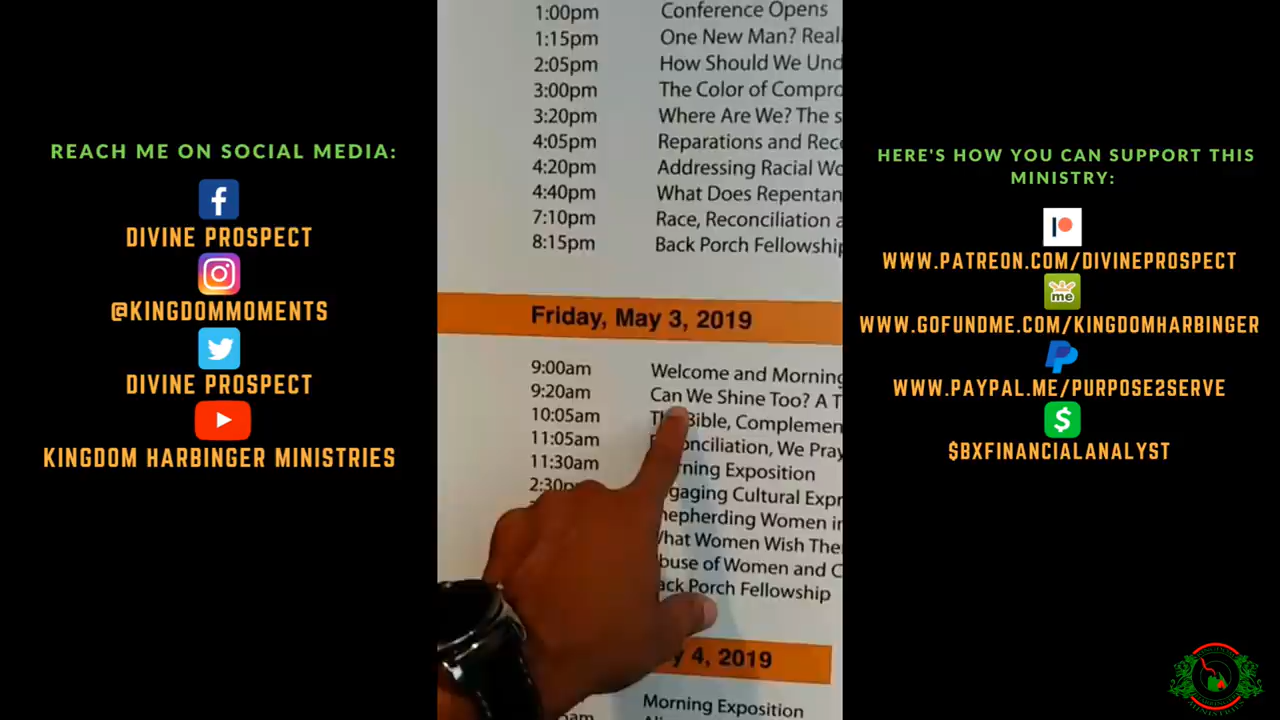 REACH ME ON SOCIAL MEDIA:
DIVINE PROSPECT
@KINGDOMMOMENTS
DIVINE PROSPECT
KINGDOM HARBINGER MINISTRIES
1:00pm Conference Opens
1:15pm One New Man? Real
2:05pm How Should We Und
3:00pm The Color of Compro
3:20pm Where Are We? The s
4:05pm Reparations and Rec
4:20pm Addressing Racial Wo
4:40pm What Does Repentan
7:10pm Race, Reconciliation a
8:15pm Back Porch Fellowship
Friday, May 3, 2019
9:00am Welcome and Morning
9:20am Can We Shine Too? A T
10:05am Bible, Complemen
11:05am nciliation, We Pray
11:30am rning Exposition
2:30p gaging Cultural Expr
hepherding Women in
What Women Wish Thei
buse of Women and C
ack Porch Fellowship
y 4, 2019
Morning Exposition
HERE'S HOW YOU CAN SUPPORT THIS
MINISTRY:
me
WWW.PATREON.COM/DIVINEPROSPECT
WWW.GOFUNDME.COM/KINGDOMHARBINGER
WWW.PAYPAL.ME/PURPOSE2SERVE
$BXFINANCIALANALYST